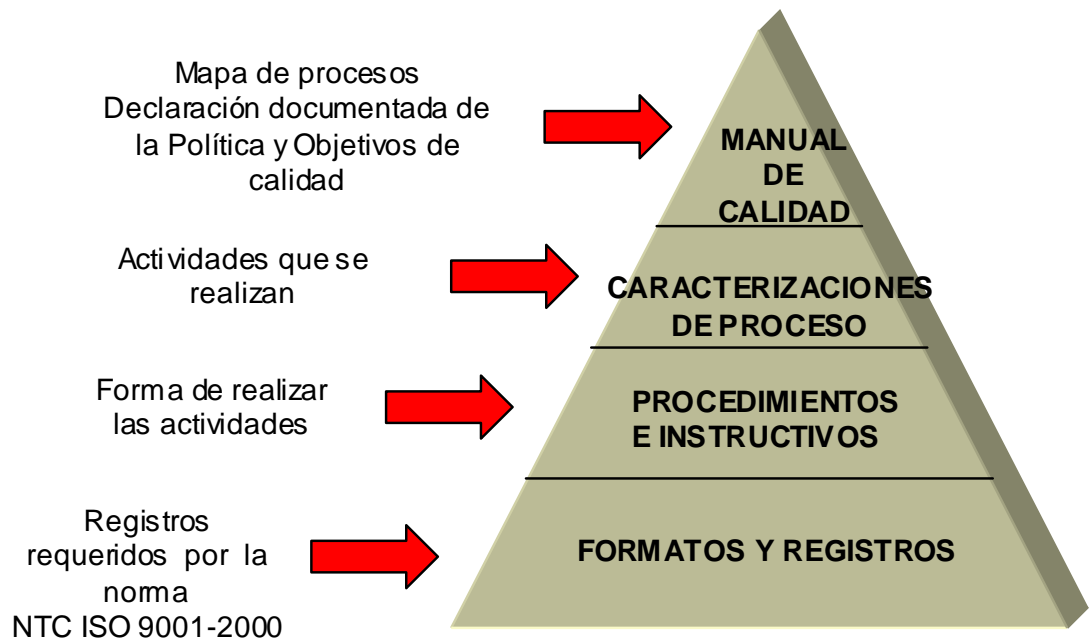 Mapa de procesos
Declaración documentada de
la Política y Objetivos de
calidad
MANUAL
DE
CALIDAD
Actividades que se
realizan
CARACTERIZACIONES
DE PROCESO
Forma de realizar
las actividades
PROCEDIMIENTOS
E INSTRUCTIVOS
Registros
requeridos por la
norma
NTC ISO 9001-2000
FORMATOS Y REGISTROS